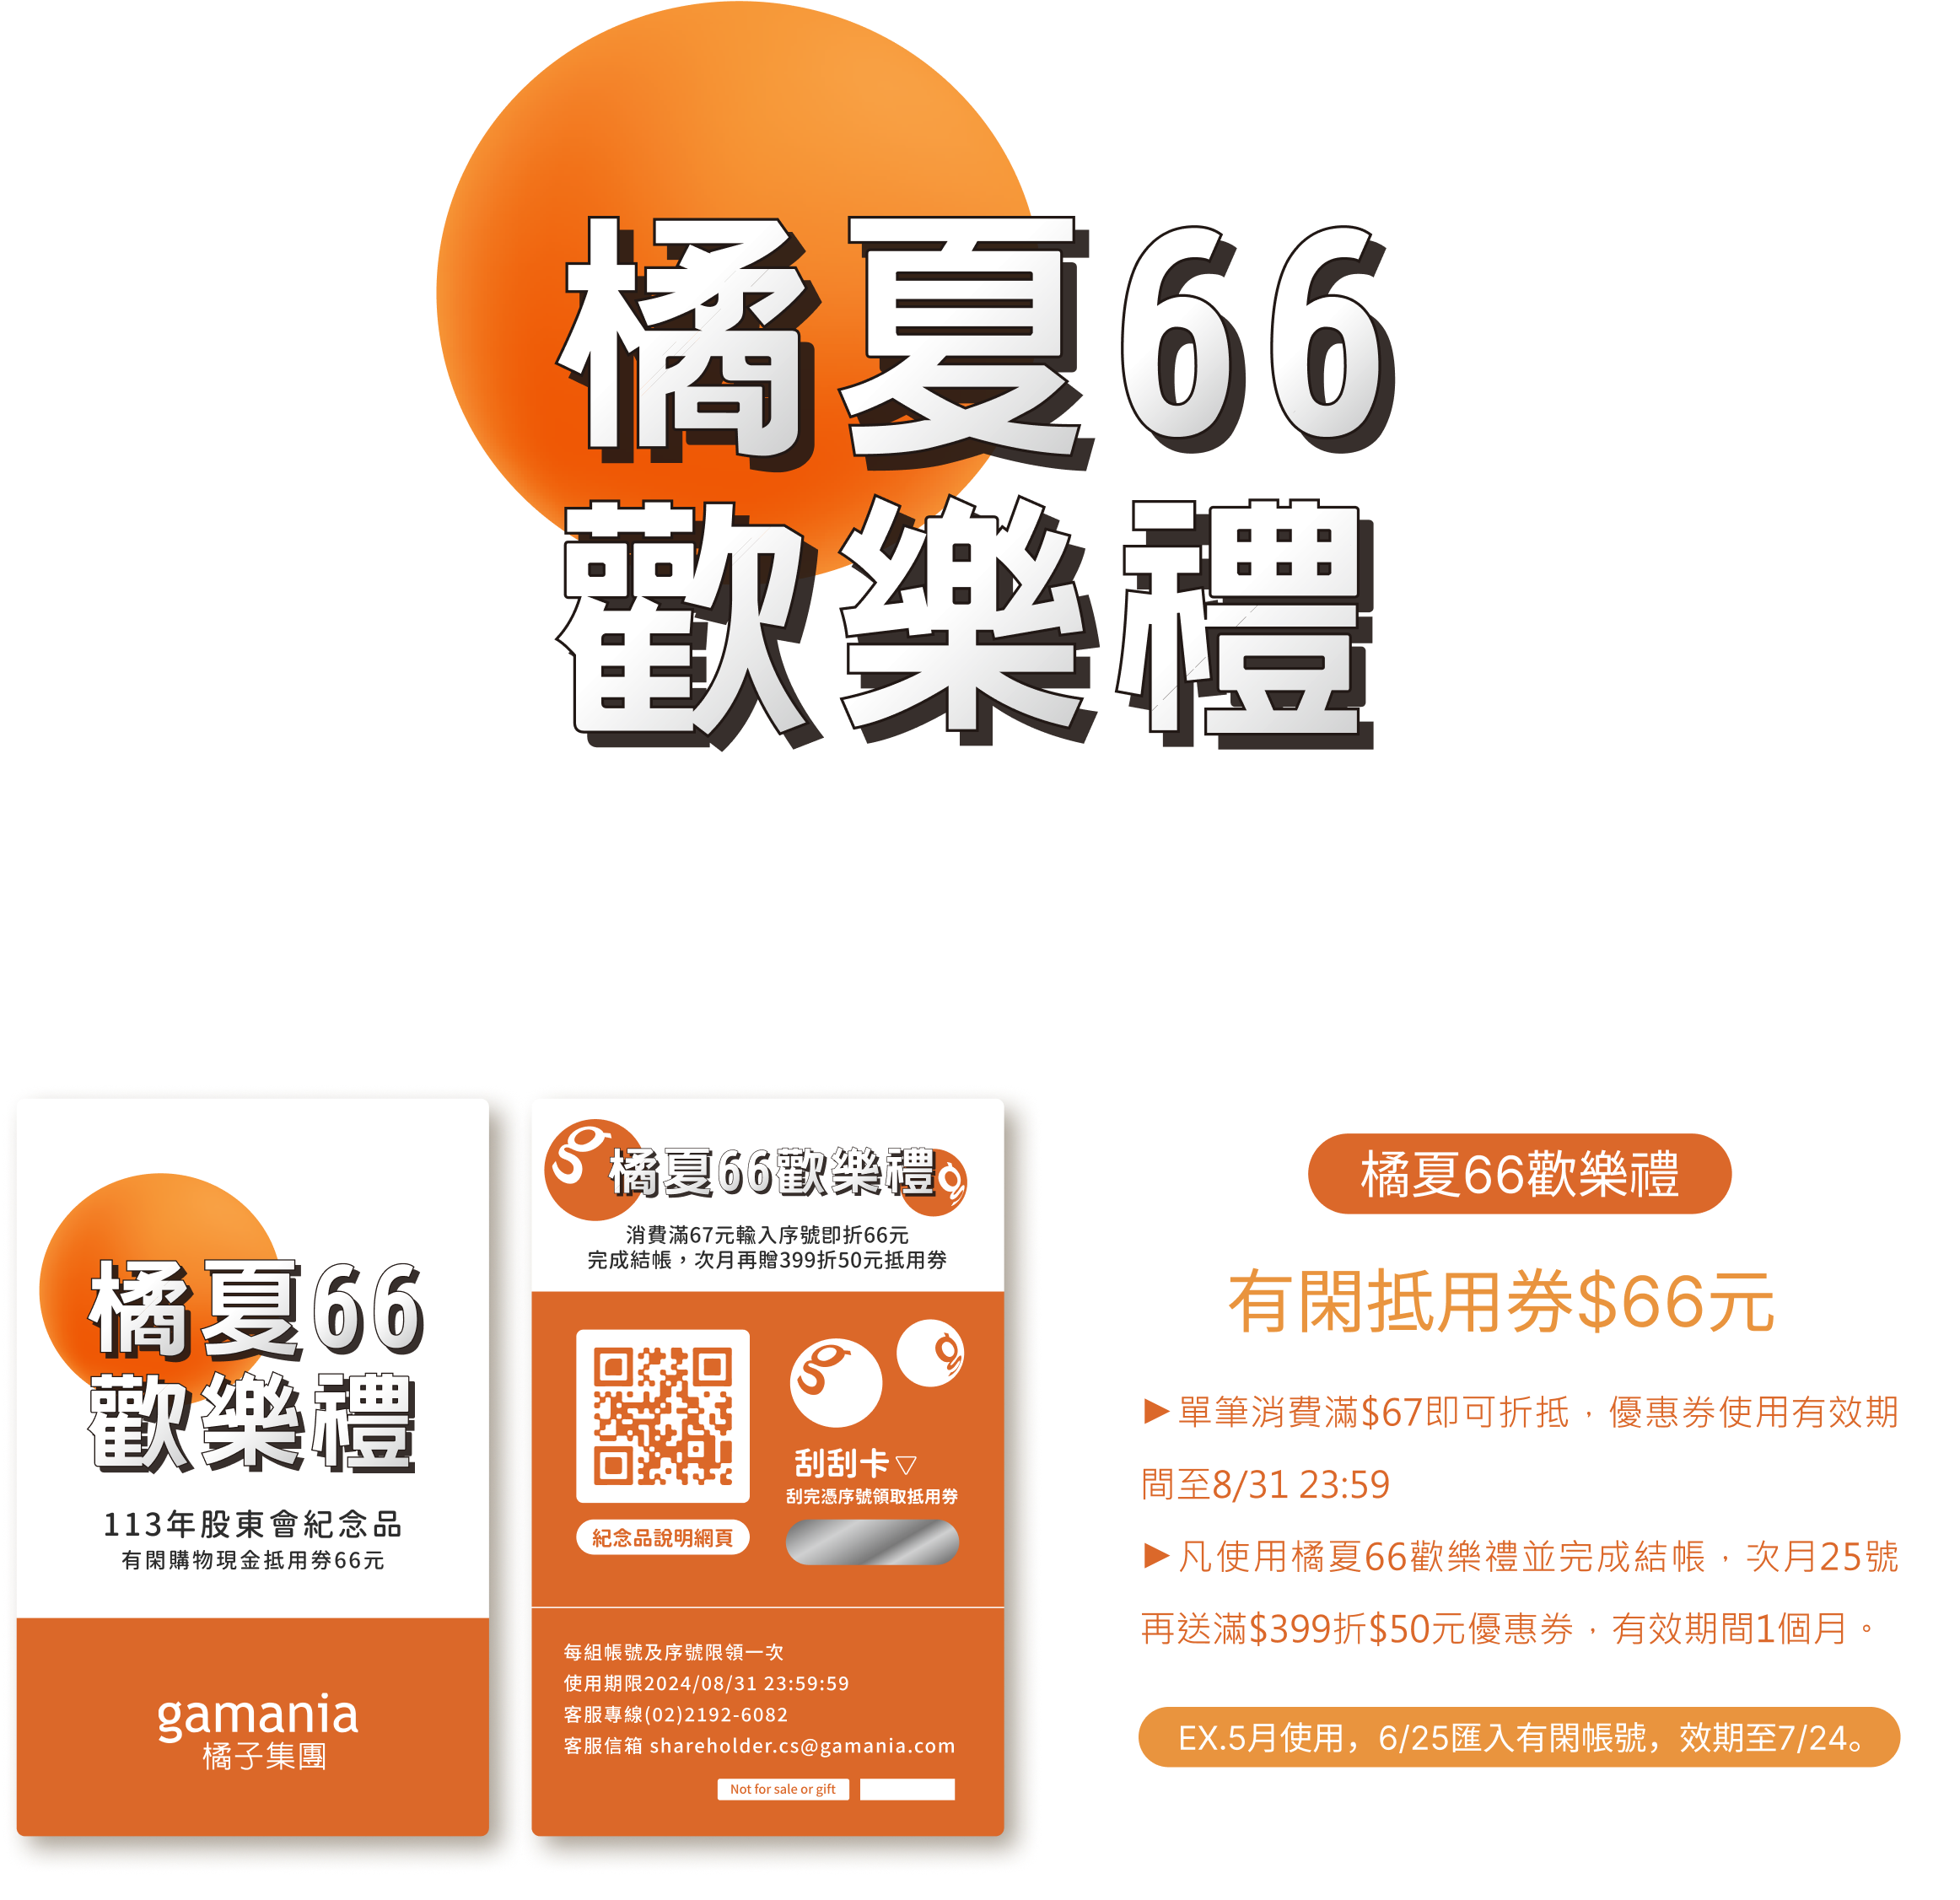 橘夏66
歡樂禮
橘夏66
歡樂禮
113年股東會紀念品
有閑購物現金抵用券66元
gamania
橘子集團
橘夏66歡樂禮
消費滿67元輸入序號即折66元
完成結帳，次月再贈399折50元抵用券
刮刮卡▽
刮完憑序號領取抵用券
紀念品說明網頁
每組帳號及序號限領一次
使用期限2024/08/31 23:59:59
客服專線(02)2192-6082
客服信箱 shareholder.cs@gamania.com
Not for sale or gift
橘夏66歡樂禮
有閑抵用券$66元
►單筆消費滿$67即可折抵，優惠券使用有效期
間至8/31 23:59
►凡使用橘夏66歡樂禮並完成結帳，次月25號
再送滿$399折$50元優惠券，有效期間1個月。
EX.5月使用，6/25匯入有閑帳號，效期至7/24。